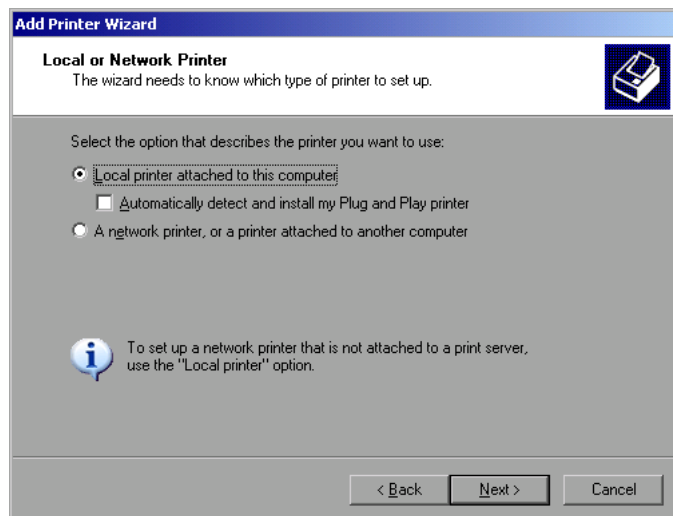 Add Printer Wizard
Local or Network Printer
The wizard needs to know which type of printer to set up.
Select the option that describes the printer you want to use:
Local printer attached to this computer
Automatically detect and install my Plug and Play printer
A network printer, or a printer attached to another computer
To set up a network printer that is not attached to a print server,
use the "Local printer" option.
< Back Next > Cancel